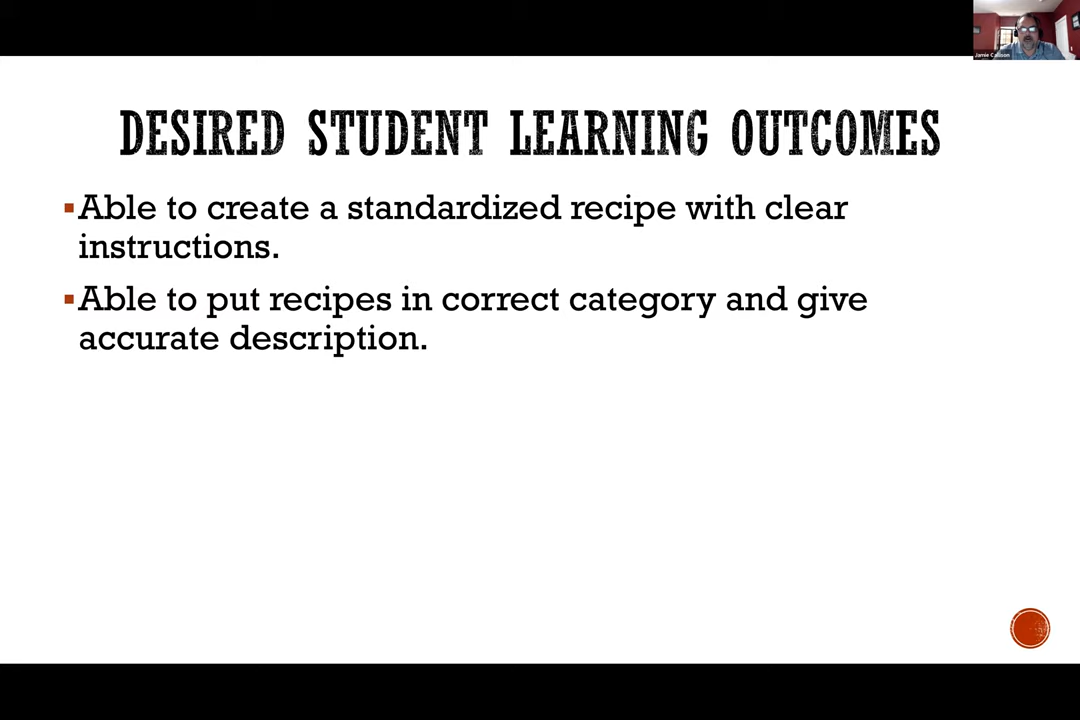 DESIRED STUDENT LEARNING OUTCOMES
▪Able to create a standardized recipe with clear
instructions.
▪Able to put recipes in correct category and give
accurate description.